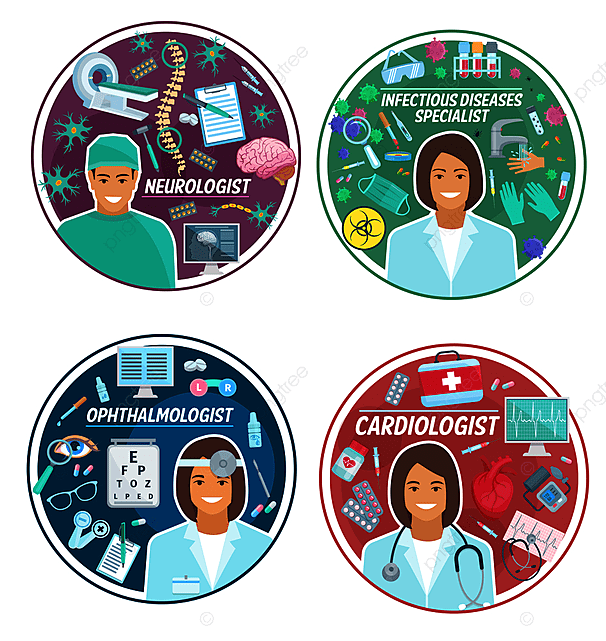 NEUROLOGIST
INFECTIOUS DISEASES
SPECIALIST
L R
OPHTHALMOLOGIST
E
F P
T O Z
L P E D
CARDIOLOGIST
pngtree